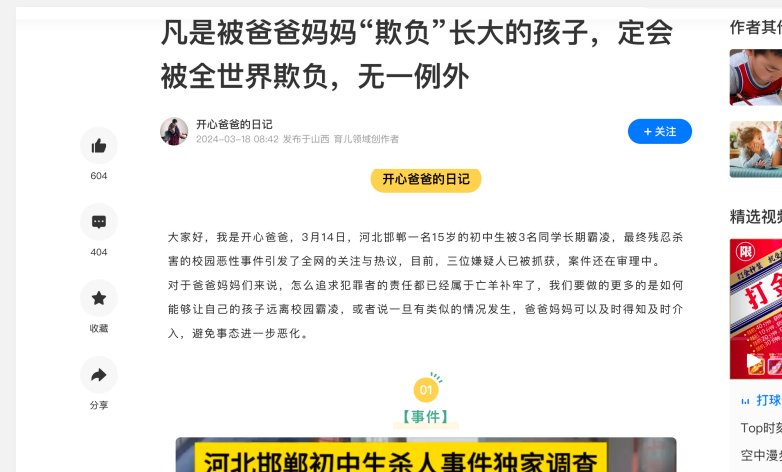 凡是被爸爸妈妈“欺负”长大的孩子，定会
被全世界欺负，无一例外
作者其
开心爸爸的日记
2024-03-18 08:42 发布于山西 育儿领域创作者
+ 关注
604
404
收藏
分享
开心爸爸的日记
大家好，我是开心爸爸，3月14日，河北邯郸一名15岁的初中生被3名同学长期霸凌，最终残忍杀
害的校园恶性事件引发了全网的关注与热议，目前，三位嫌疑人已被抓获，案件还在审理中。
对于爸爸妈妈们来说，怎么追求犯罪者的责任都已经属于亡羊补牢了，我们要做的更多的是如何
能够让自己的孩子远离校园霸凌，或者说一旦有类似的情况发生，爸爸妈妈可以及时得知及时介
入，避免事态进一步恶化。
01
【事件】
河北邯郸初中生杀人事件独家调查
精选视
限
打金
打球
Top时
空中漫